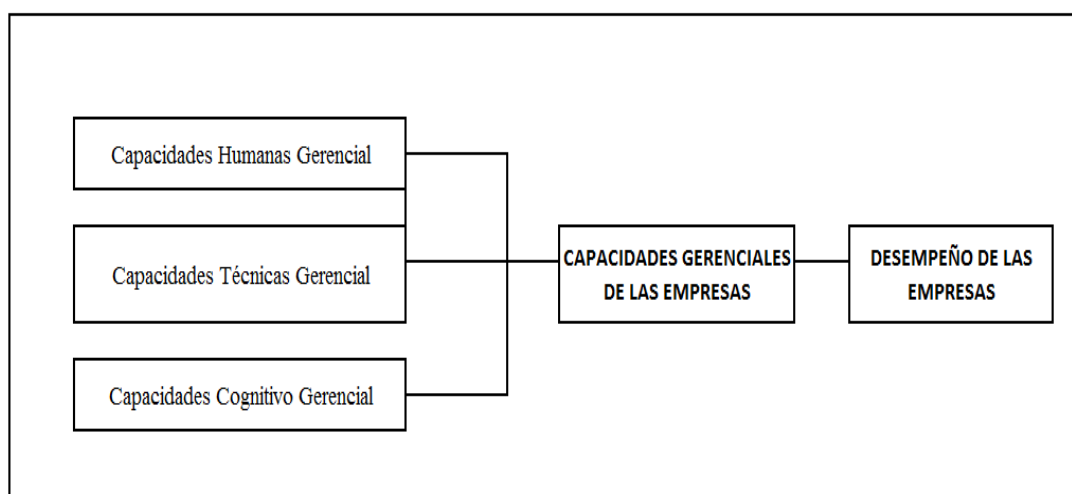 Capacidades Humanas Gerencial
Capacidades Técnicas Gerencial
Capacidades Cognitivo Gerencial
CAPACIDADES GERENCIALES
DE LAS EMPRESAS
DESEMPEÑO DE LAS
EMPRESAS